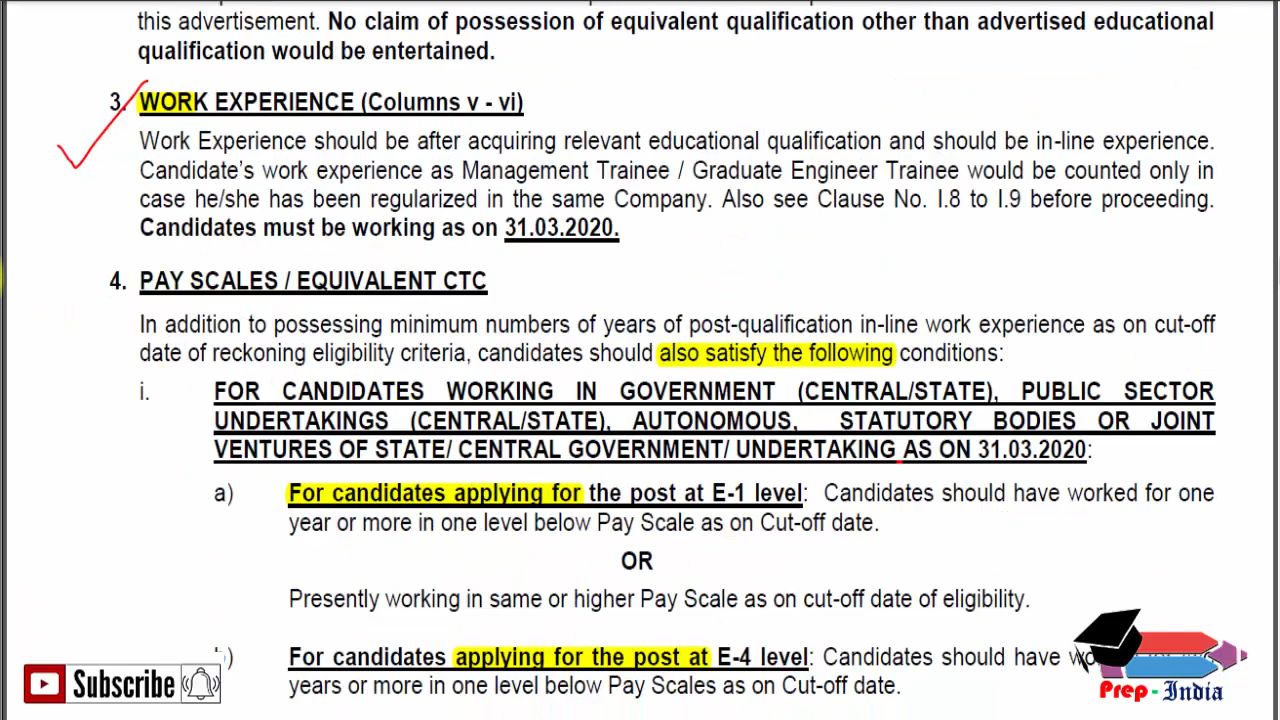 this advertisement. No claim of possession of equivalent qualification other than advertised educational
qualification would be entertained.
3. WORK EXPERIENCE (Columns v - vi)
Work Experience should be after acquiring relevant educational qualification and should be in-line experience.
Candidate's work experience as Management Trainee / Graduate Engineer Trainee would be counted only in
case he/she has been regularized in the same Company. Also see Clause No. I.8 to I.9 before proceeding.
Candidates must be working as on 31.03.2020.
4. PAY SCALES / EQUIVALENT CTC
In addition to possessing minimum numbers of years of post-qualification in-line work experience as on cut-off
date of reckoning eligibility criteria, candidates should also satisfy the following conditions:
i. FOR CANDIDATES WORKING IN GOVERNMENT (CENTRAL/STATE), PUBLIC SECTOR
UNDERTAKINGS (CENTRAL/STATE), AUTONOMOUS, STATUTORY BODIES OR JOINT
VENTURES OF STATE/ CENTRAL GOVERNMENT/ UNDERTAKING AS ON 31.03.2020:
a) For candidates applying for the post at E-1 level: Candidates should have worked for one
year or more in one level below Pay Scale as on Cut-off date.
OR
Presently working in same or higher Pay Scale as on cut-off date of eligibility.
For candidates applying for the post at E-4 level: Candidates should have
years or more in one level below Pay Scales as on Cut-off date.
Subscribe
Prep - India